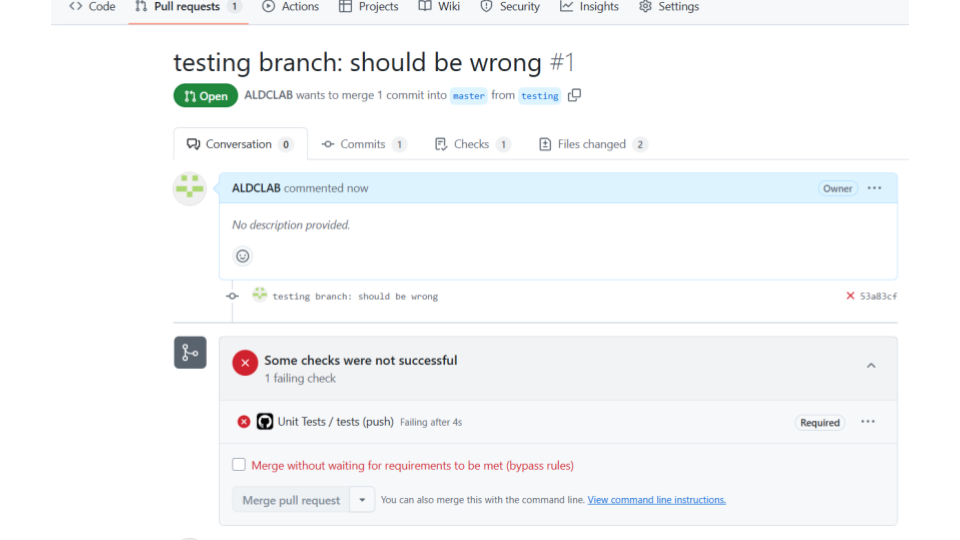 Code Pull requests 1 Actions Projects Wiki Security Insights Settings
testing branch: should be wrong #1
Open ALDCLAB wants to merge 1 commit into master from testing
Conversation 0 Commits 1 Checks 1 Files changed 2
ALDCLAB commented now Owner
No description provided.
testing branch: should be wrong 53a83cf
Some checks were not successful
1 failing check
Unit Tests / tests (push) Failing after 4s Required
Merge without waiting for requirements to be met (bypass rules)
Merge pull request You can also merge this with the command line. View command line instructions.